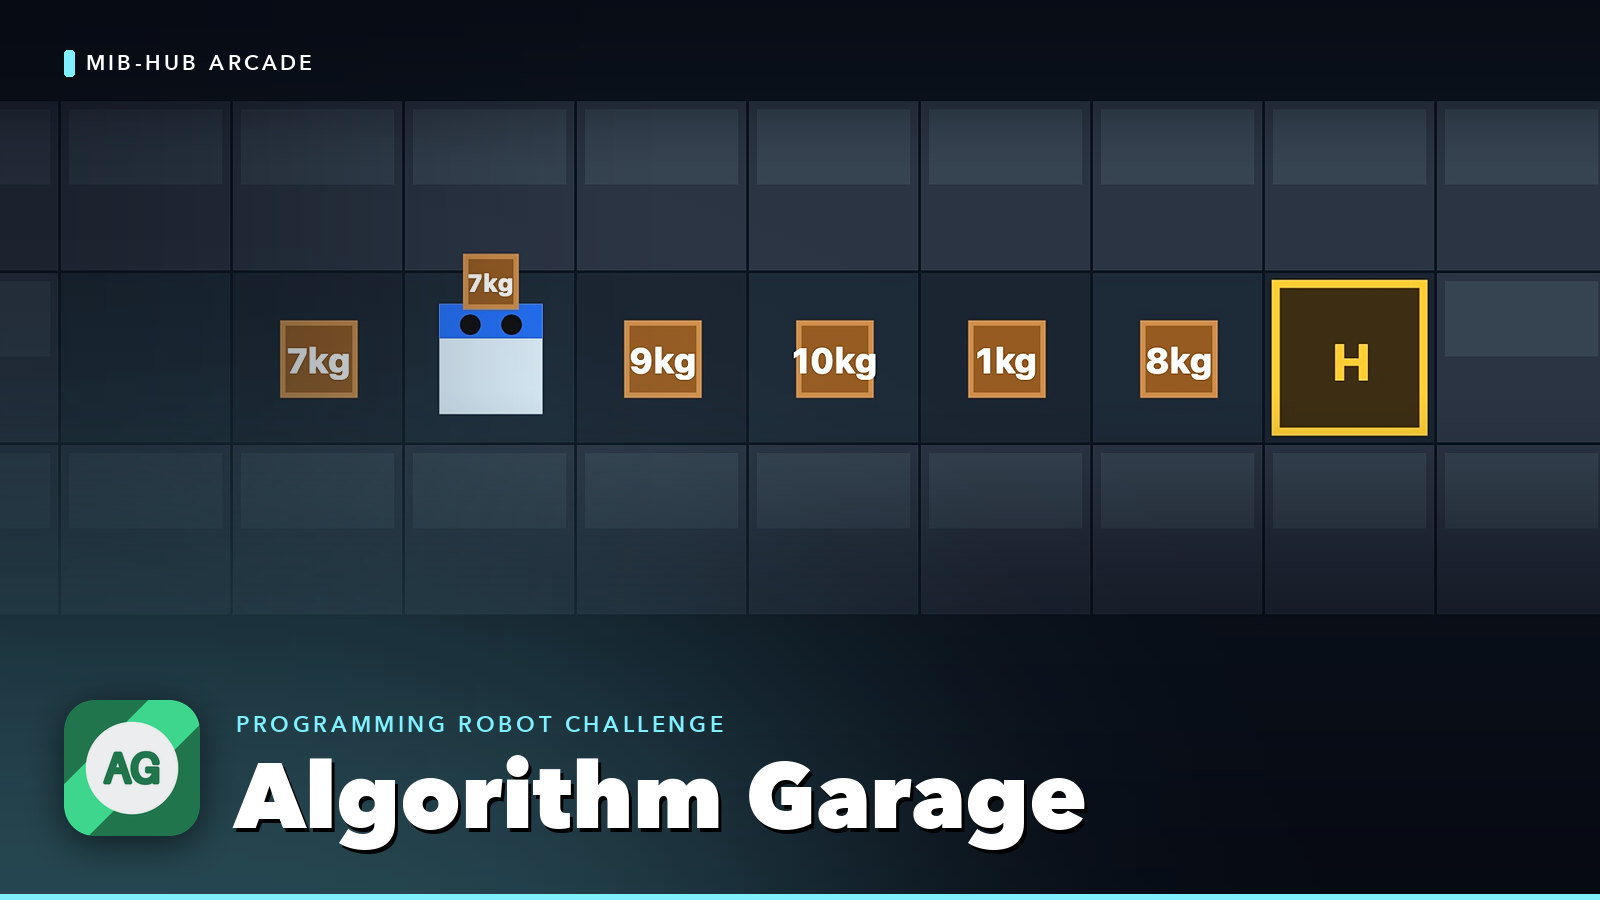 MIB-HUB ARCADE
7kg
7kg 9kg 10kg 1kg 8kg H
AG
PROGRAMMING ROBOT CHALLENGE
Algorithm Garage